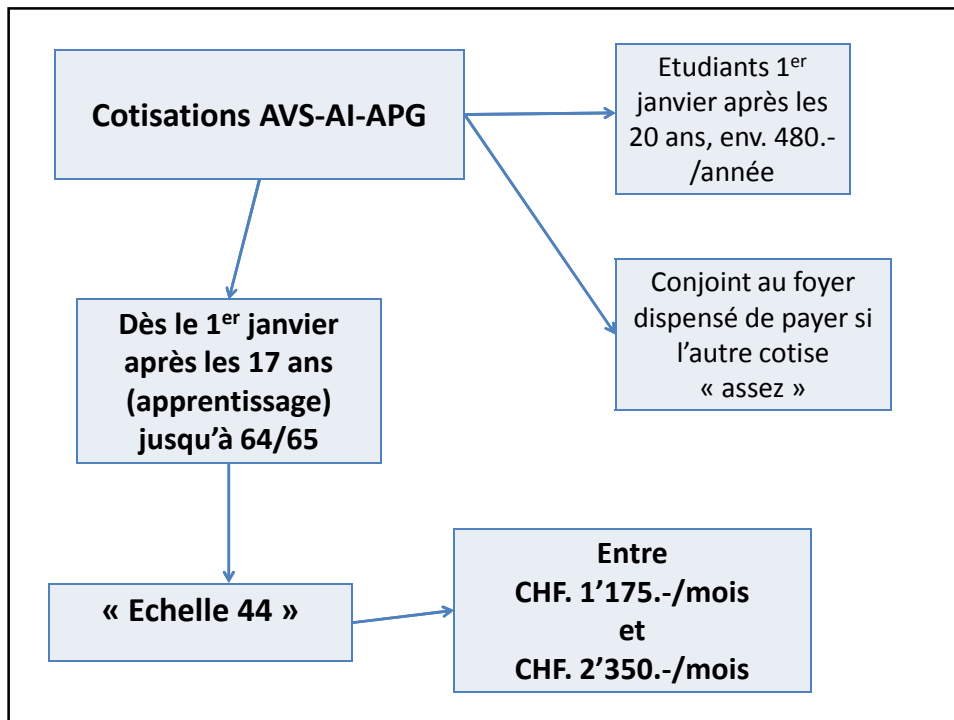 Cotisations AVS-AI-APG
Etudiants 1er
janvier après les
20 ans, env. 480.-
/année
Conjoint au foyer
dispensé de payer si
l’autre cotise
« assez »
Dès le 1er janvier
après les 17 ans
(apprentissage)
jusqu’à 64/65
« Echelle 44 »
Entre
CHF. 1’175.-/mois
et
CHF. 2’350.-/mois